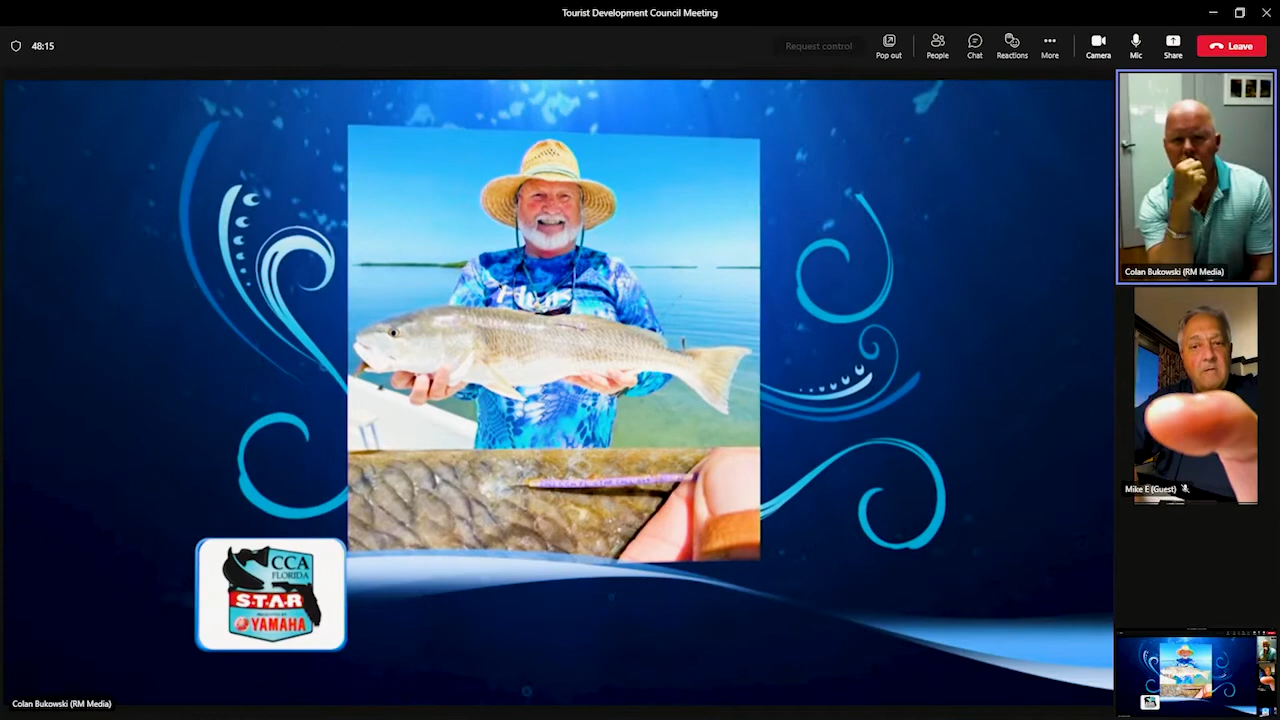 Tourist Development Council Meeting
48:15
Request control
Pop out
People
Chat
Reactions
More
Camera
Mic
Share
Leave
Colan Bukowski (RM Media)
Mike E (Guest)
CCA
FLORIDA
S.T.A.R
YAMAHA
Colan Bukowski (RM Media)